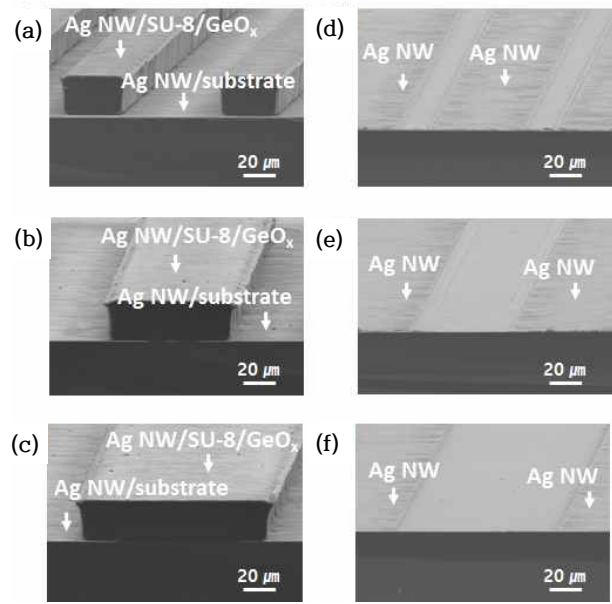 (a)
Ag NW/SU-8/GeOₓ
Ag NW/substrate
20 μm
(d)
Ag NW
Ag NW
20 μm
(b)
Ag NW/SU-8/GeOₓ
Ag NW/substrate
20 μm
(e)
Ag NW
Ag NW
20 μm
(c)
Ag NW/SU-8/GeOₓ
Ag NW/substrate
20 μm
(f)
Ag NW
Ag NW
20 μm